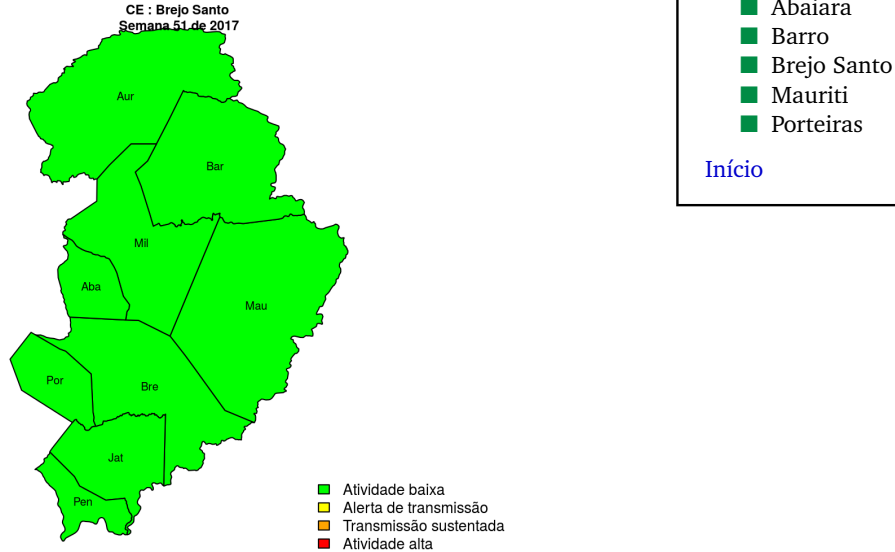 CE : Brejo Santo
Semana 51 de 2017
Aur
Bar
Mil
Aba
Mau
Por
Bre
Jat
Pen
Atividade baixa
Alerta de transmissão
Transmissão sustentada
Atividade alta
Abaiara
Barro
Brejo Santo
Mauriti
Porteiras
Início